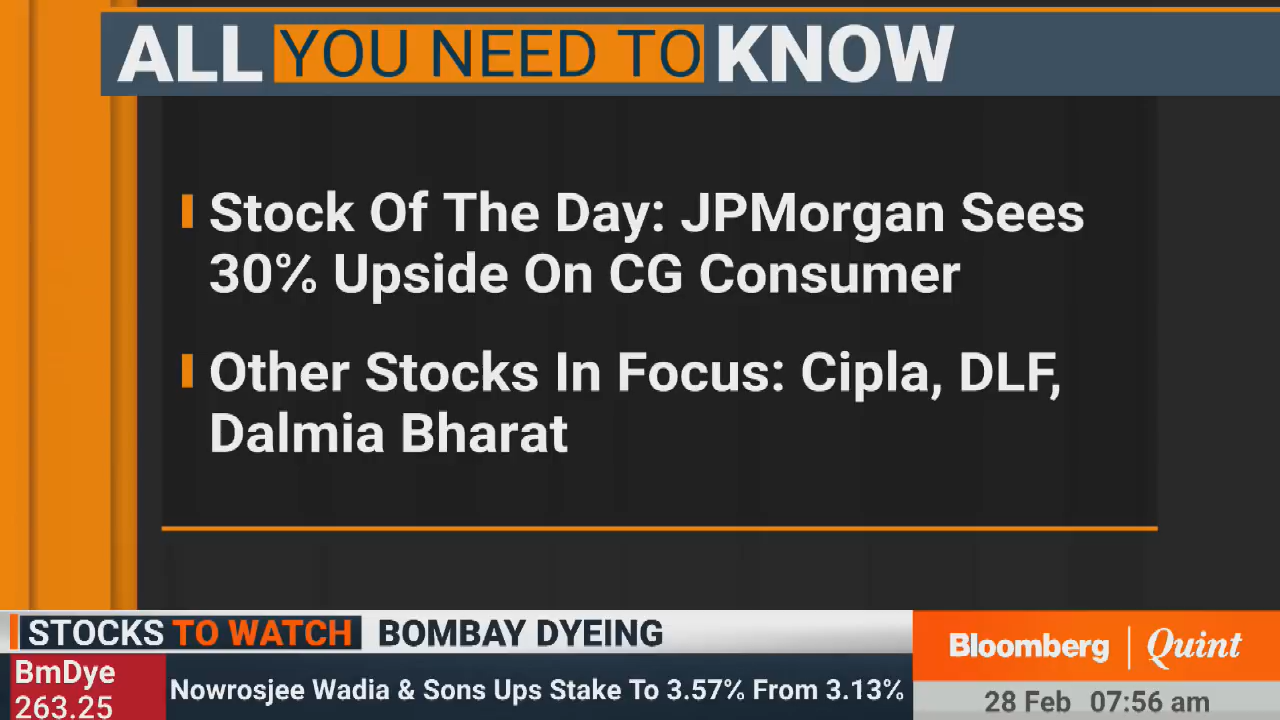 ALL YOU NEED TO KNOW
Stock Of The Day: JPMorgan Sees
30% Upside On CG Consumer
Other Stocks In Focus: Cipla, DLF,
Dalmia Bharat
STOCKS TO WATCH BOMBAY DYEING
BmDye
263.25
Nowrosjee Wadia & Sons Ups Stake To 3.57% From 3.13%
Bloomberg | Quint
28 Feb 07:56 am